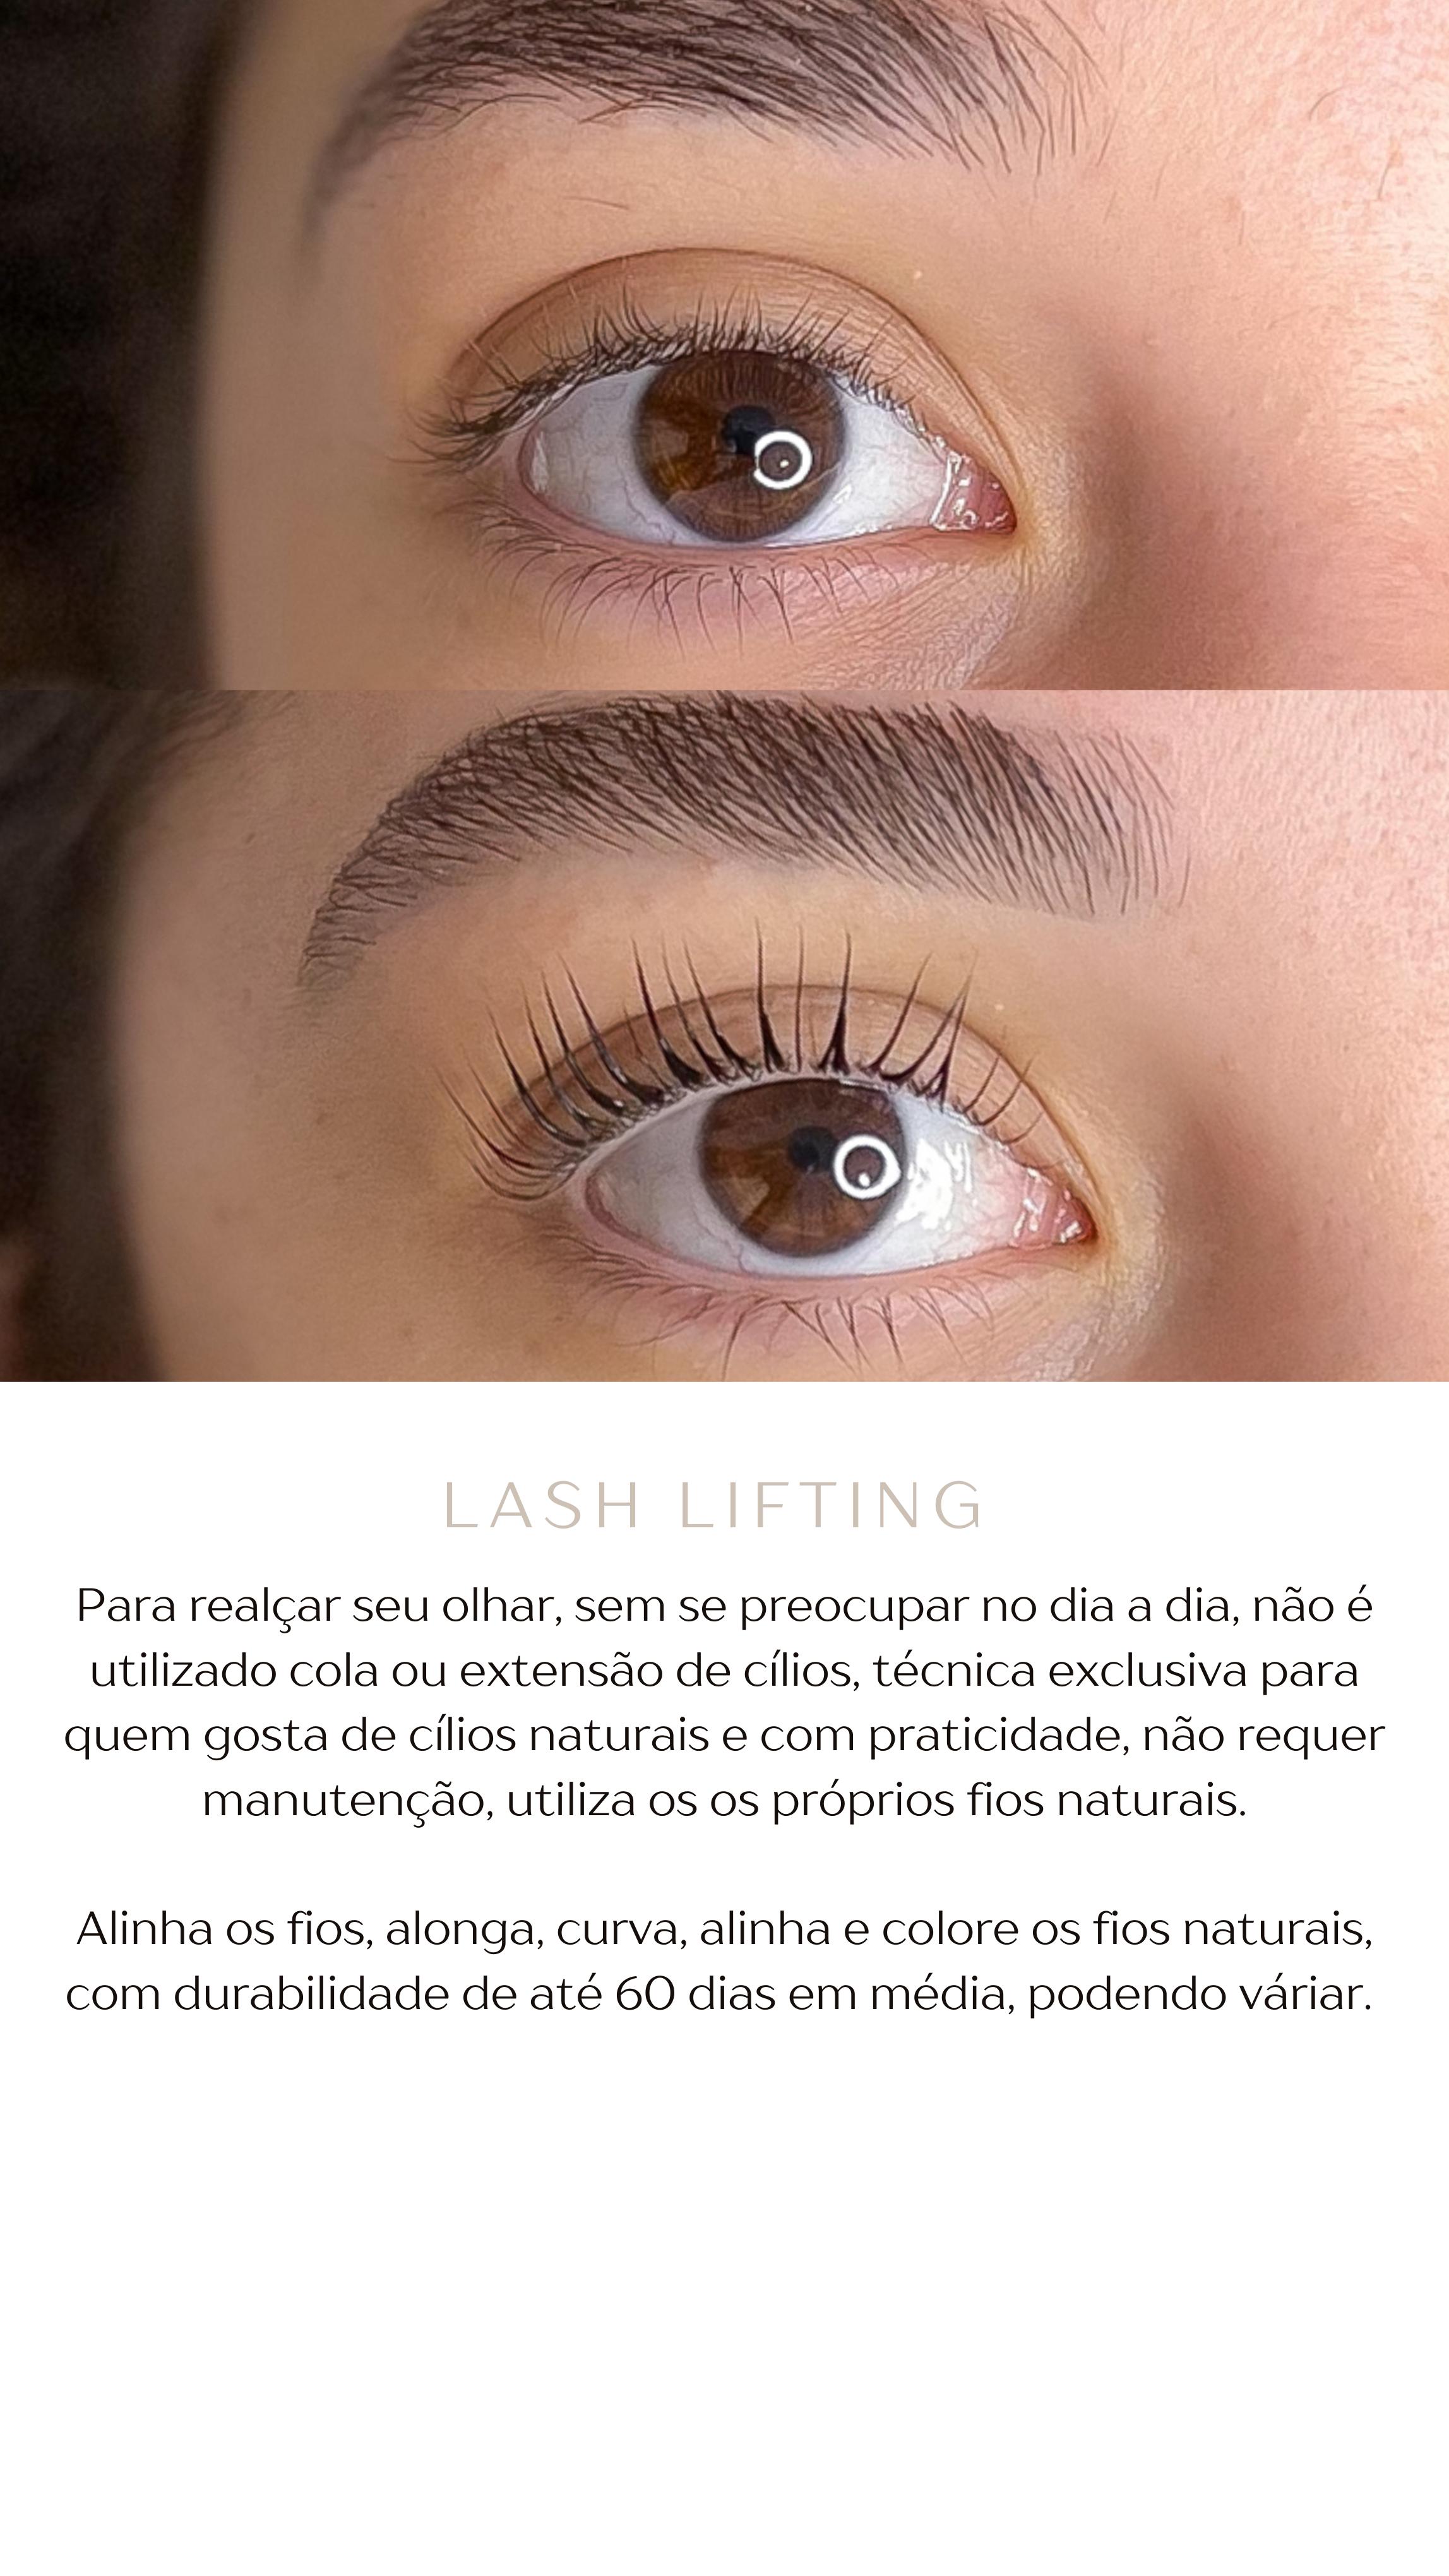 LASH LIFTING
Para realçar seu olhar, sem se preocupar no dia a dia, não é
utilizado cola ou extensão de cílios, técnica exclusiva para
quem gosta de cílios naturais e com praticidade, não requer
manutenção, utiliza os os próprios fios naturais.
Alinha os fios, alonga, curva, alinha e colore os fios naturais,
com durabilidade de até 60 dias em média, podendo váriar.